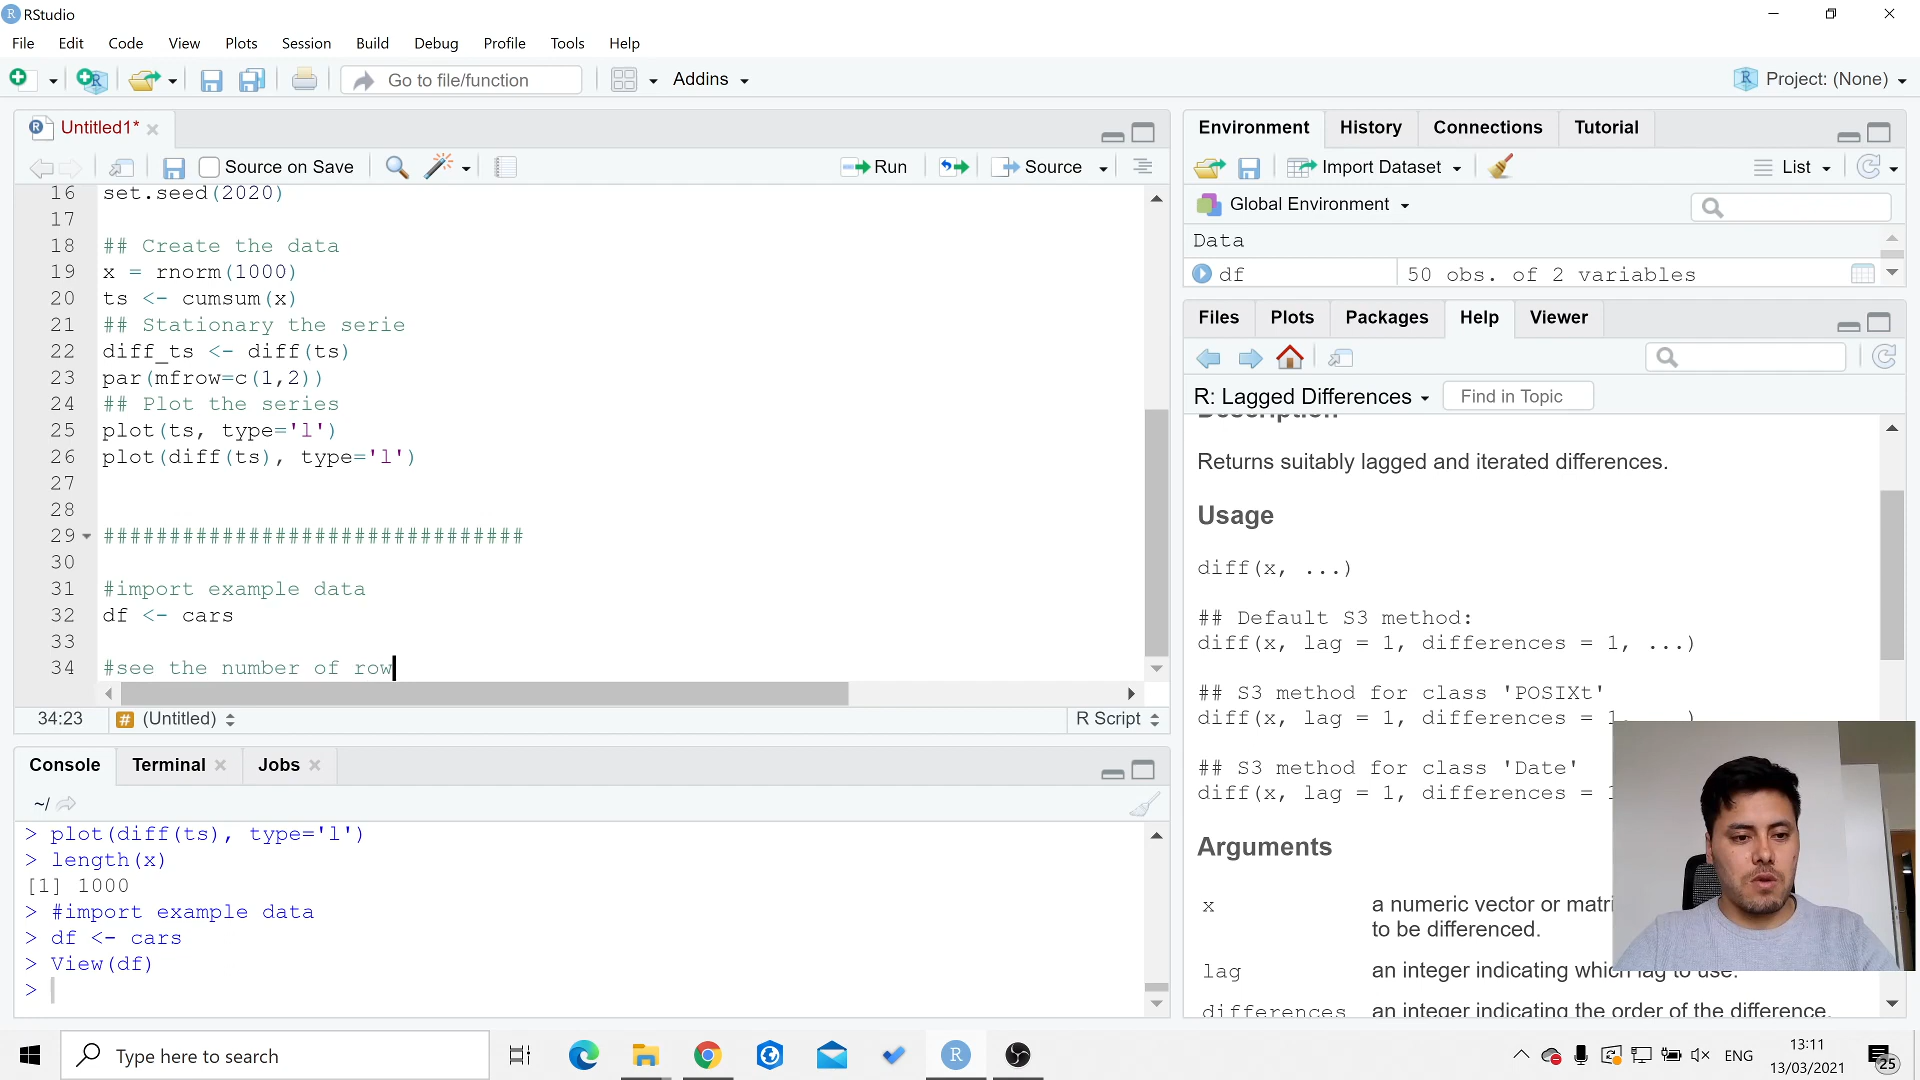 RStudio
File Edit Code View Plots Session Build Debug Profile Tools Help
Go to file/function Addins Project: (None)
Untitled1*
Source on Save Run Source
16 set.seed(2020)
17
18 ## Create the data
19 x = rnorm(1000)
20 ts <- cumsum(x)
21 ## Stationary the serie
22 diff_ts <- diff(ts)
23 par(mfrow=c(1,2))
24 ## Plot the series
25 plot(ts, type='l')
26 plot(diff(ts), type='l')
27
28
29 ################################
30
31 #import example data
32 df <- cars
33
34 #see the number of row
34:23 # (Untitled) R Script
Console Terminal Jobs
~/
> plot(diff(ts), type='l')
> length(x)
[1] 1000
> #import example data
> df <- cars
> View(df)
>
Environment History Connections Tutorial
Import Dataset List
Global Environment
Data
df 50 obs. of 2 variables
Files Plots Packages Help Viewer
R: Lagged Differences Find in Topic
Description
Returns suitably lagged and iterated differences.
Usage
diff(x, ...)
## Default S3 method:
diff(x, lag = 1, differences = 1, ...)
## S3 method for class 'POSIXt'
diff(x, lag = 1, differences = 1, ...)
## S3 method for class 'Date'
diff(x, lag = 1, differences = 1
Arguments
x a numeric vector or matri
to be differenced.
lag an integer indicating which lag to use.
differences an integer indicating the order of the difference.
Type here to search
ENG
13:11
13/03/2021
25